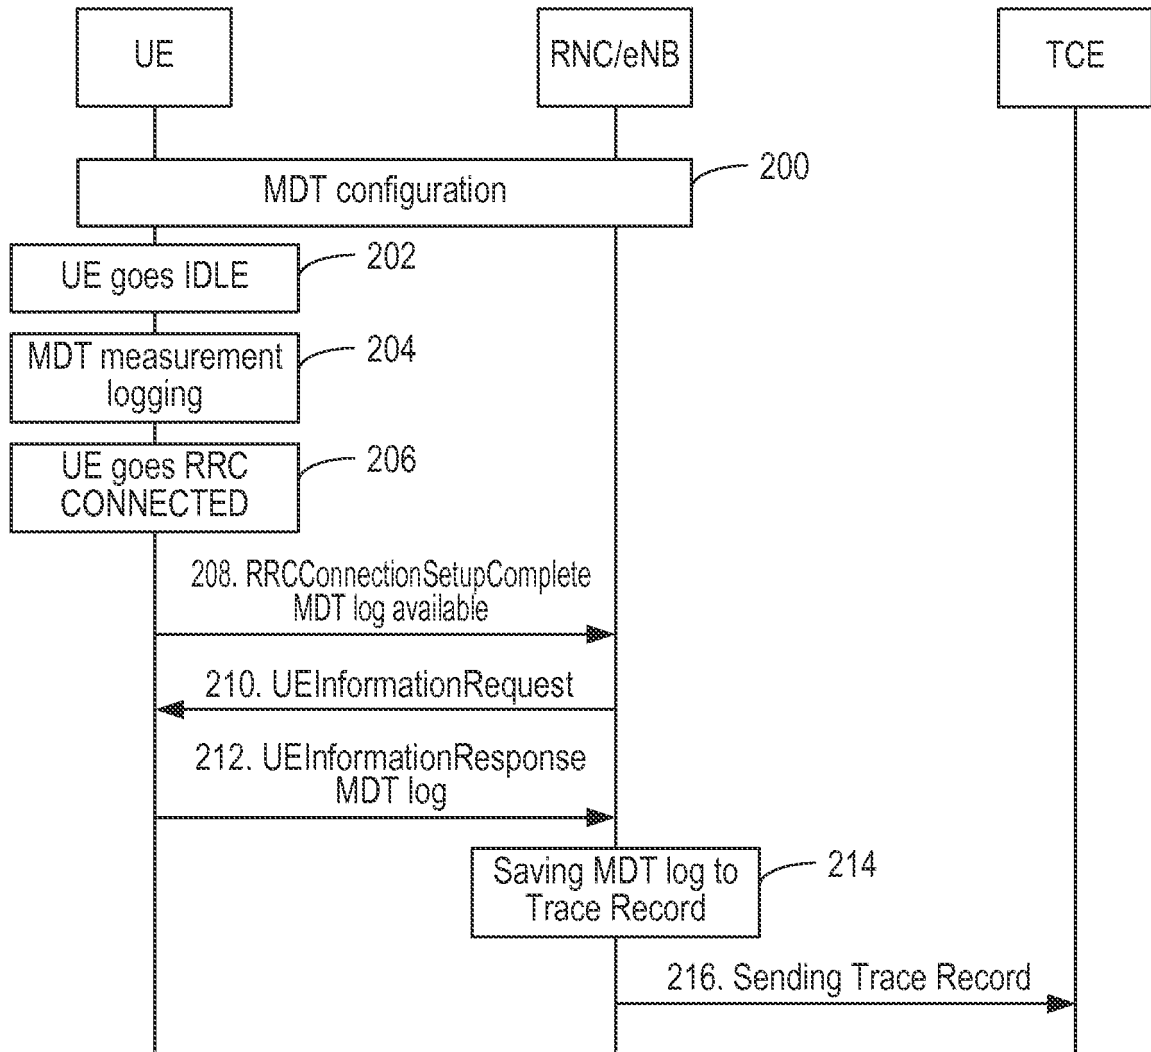 UE
RNC/eNB
TCE
MDT configuration
200
UE goes IDLE
202
MDT measurement
logging
204
UE goes RRC
CONNECTED
206
208. RRCConnectionSetupComplete
MDT log available
210. UEInformationRequest
212. UEInformationResponse
MDT log
Saving MDT log to
Trace Record
214
216. Sending Trace Record